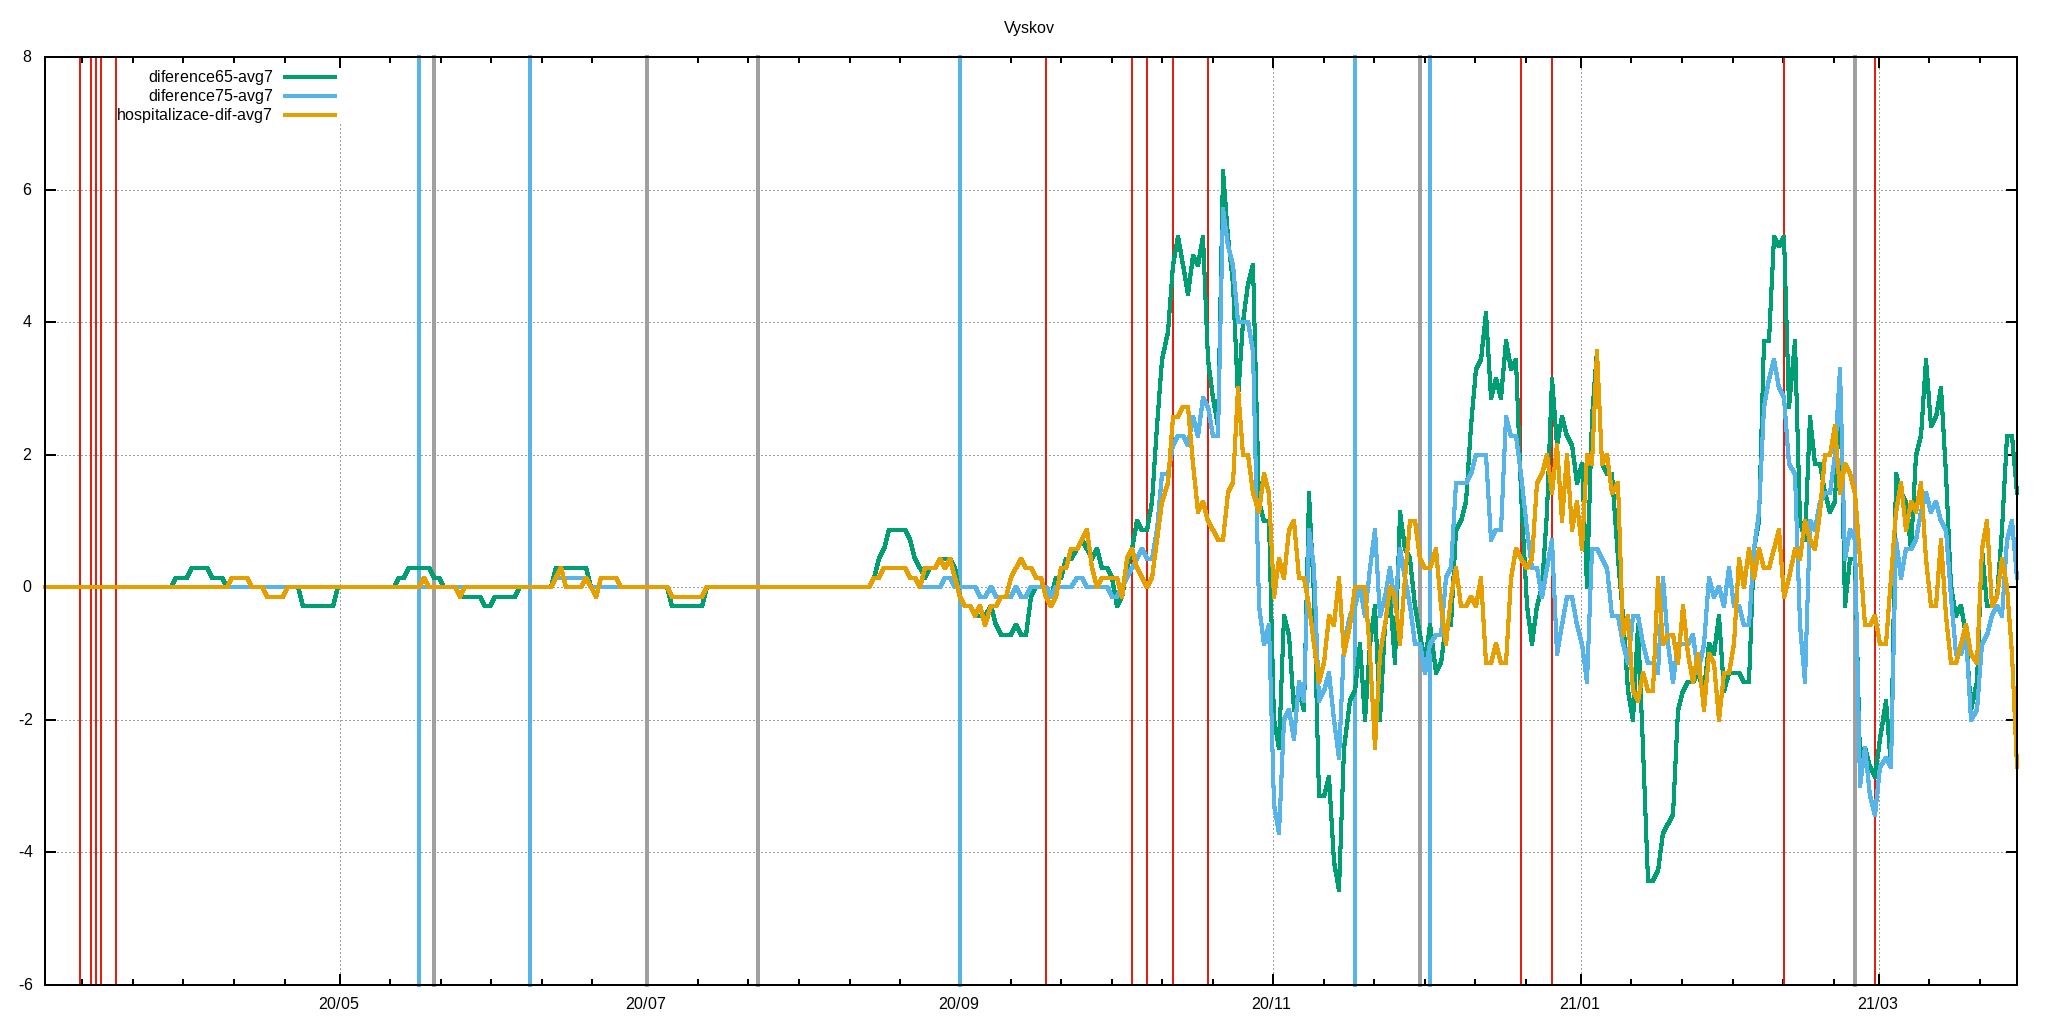 Vyskov
diference65-avg7
diference75-avg7
hospitalizace-dif-avg7
8
6
4
2
0
-2
-4
-6
20/05 20/07 20/09 20/11 21/01 21/03